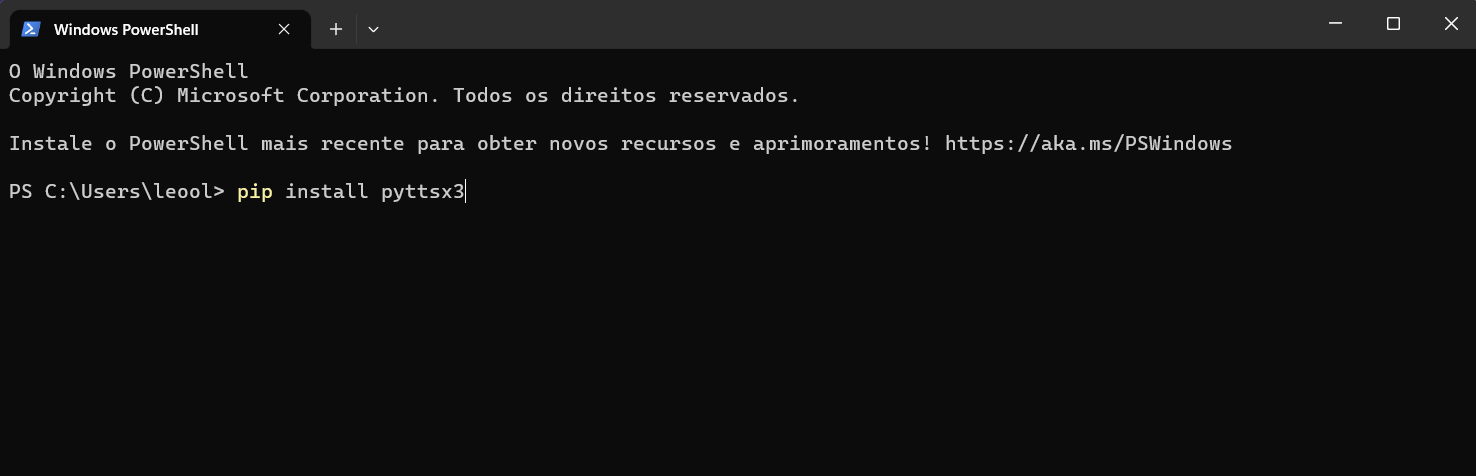 Windows PowerShell
O Windows PowerShell
Copyright (C) Microsoft Corporation. Todos os direitos reservados.
Instale o PowerShell mais recente para obter novos recursos e aprimoramentos! https://aka.ms/PSWindows
PS C:\Users\leool> pip install pyttsx3